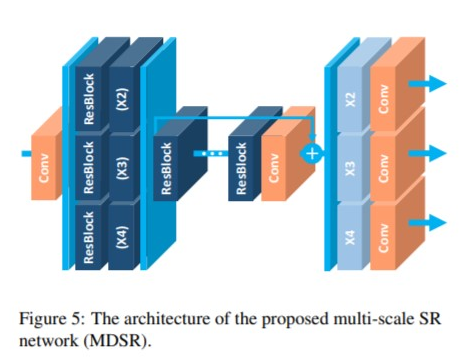 Conv
ResBlock
(X2)
ResBlock
(X3)
ResBlock
(X4)
ResBlock
ResBlock
Conv
+
X2
Conv
X3
Conv
X4
Conv
Figure 5: The architecture of the proposed multi-scale SR
network (MDSR).